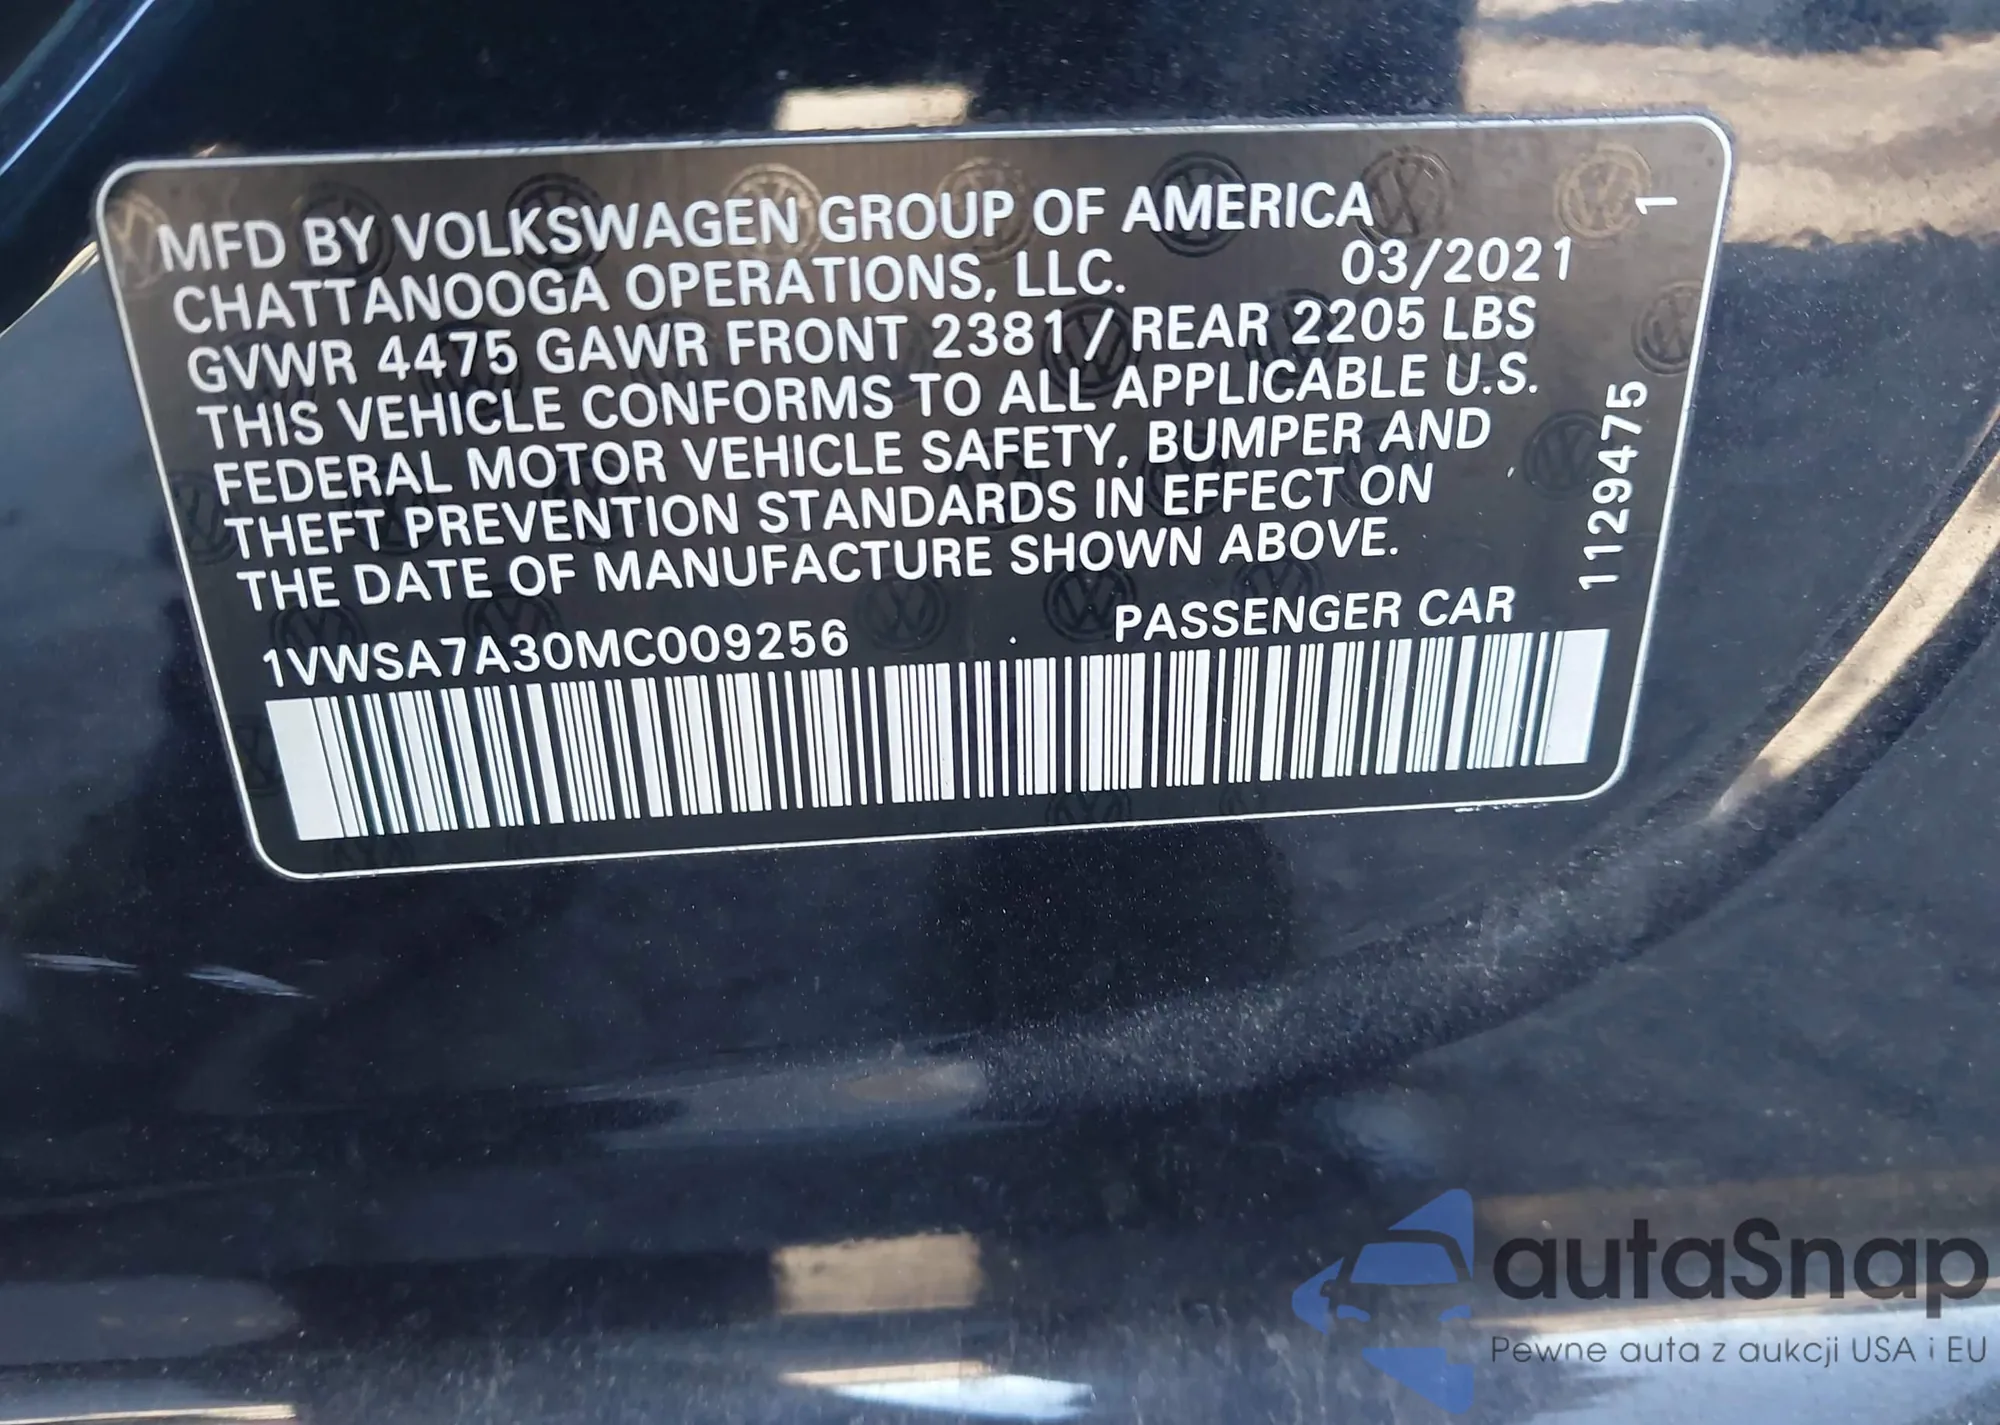 MFD BY VOLKSWAGEN GROUP OF AMERICA
CHATTANOOGA OPERATIONS, LLC. 03/2021
GVWR 4475 GAWR FRONT 2381 / REAR 2205 LBS
THIS VEHICLE CONFORMS TO ALL APPLICABLE U.S.
FEDERAL MOTOR VEHICLE SAFETY, BUMPER AND
THEFT PREVENTION STANDARDS IN EFFECT ON
THE DATE OF MANUFACTURE SHOWN ABOVE.
1VWSA7A30MC009256 PASSENGER CAR
1129475 1
autaSnap
Pewne auta z aukcji USA i EU